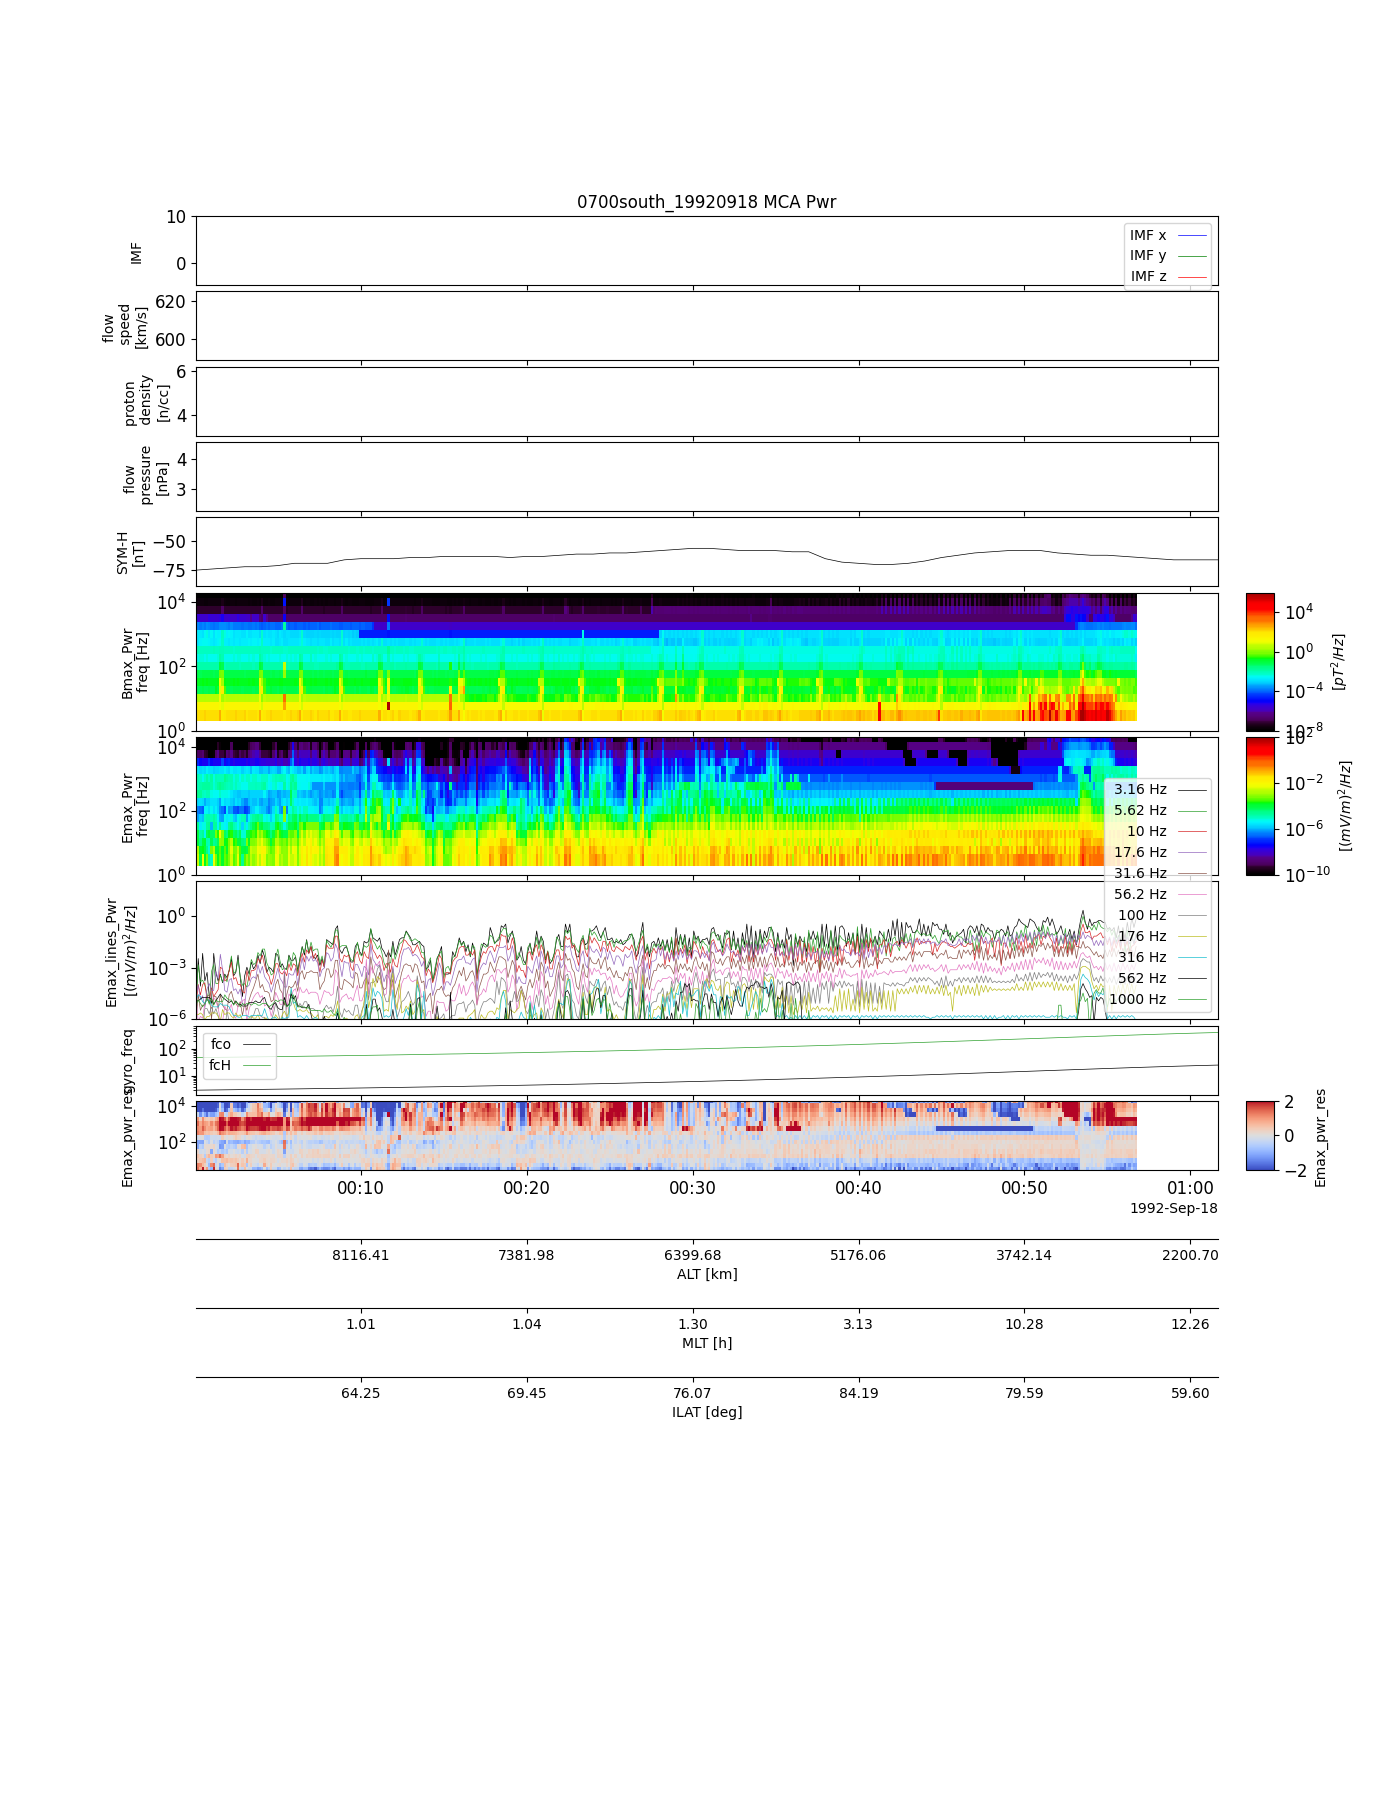 0700south_19920918 MCA Pwr
10
0
IMF
IMF x
IMF y
IMF z
620
600
flow
speed
[km/s]
6
4
proton
density
[n/cc]
4
3
flow
pressure
[nPa]
−50
−75
SYM-H
[nT]
10^4
10^2
10^0
Bmax_Pwr
freq [Hz]
10^4
10^0
10^−4
10^−8
[pT^2/Hz]
10^4
10^2
10^0
Emax_Pwr
freq [Hz]
10^2
10^−2
10^−6
10^−10
[(mV/m)^2/Hz]
3.16 Hz
5.62 Hz
10 Hz
17.6 Hz
31.6 Hz
56.2 Hz
100 Hz
176 Hz
316 Hz
562 Hz
1000 Hz
10^0
10^−3
10^−6
Emax_lines_Pwr
[(mV/m)^2/Hz]
10^2
10^1
gyro_freq
fco
fcH
10^4
10^2
Emax_pwr_res
2
0
−2
Emax_pwr_res
00:10 00:20 00:30 00:40 00:50 01:00
1992-Sep-18
8116.41 7381.98 6399.68 5176.06 3742.14 2200.70
ALT [km]
1.01 1.04 1.30 3.13 10.28 12.26
MLT [h]
64.25 69.45 76.07 84.19 79.59 59.60
ILAT [deg]